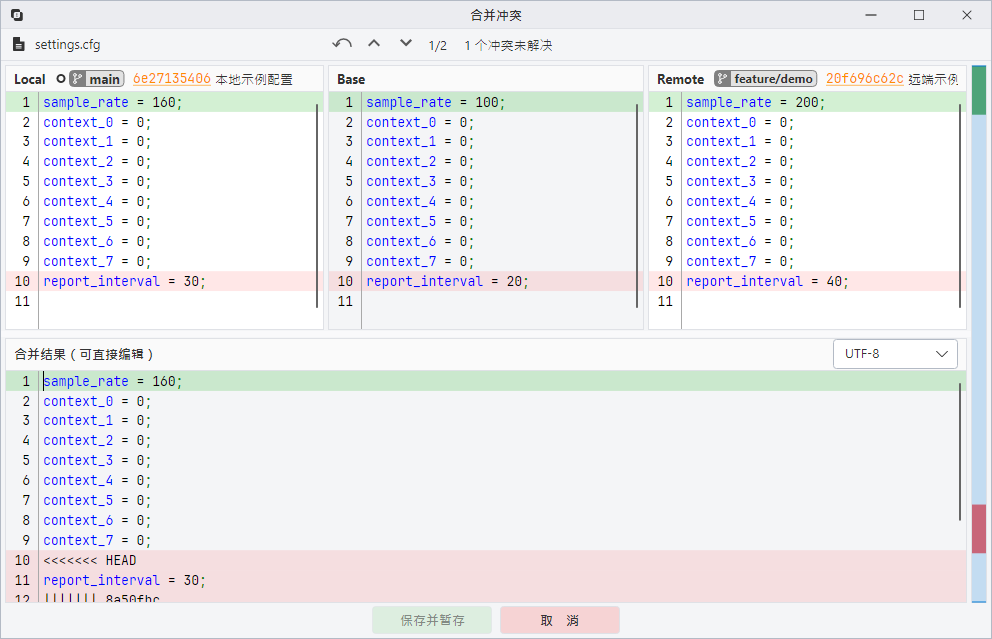 合并冲突
settings.cfg
1/2 1 个冲突未解决
Local main 6e27135406 本地示例配置
1 sample_rate = 160;
2 context_0 = 0;
3 context_1 = 0;
4 context_2 = 0;
5 context_3 = 0;
6 context_4 = 0;
7 context_5 = 0;
8 context_6 = 0;
9 context_7 = 0;
10 report_interval = 30;
11
Base
1 sample_rate = 100;
2 context_0 = 0;
3 context_1 = 0;
4 context_2 = 0;
5 context_3 = 0;
6 context_4 = 0;
7 context_5 = 0;
8 context_6 = 0;
9 context_7 = 0;
10 report_interval = 20;
11
Remote feature/demo 20f696c62c 远端示例
1 sample_rate = 200;
2 context_0 = 0;
3 context_1 = 0;
4 context_2 = 0;
5 context_3 = 0;
6 context_4 = 0;
7 context_5 = 0;
8 context_6 = 0;
9 context_7 = 0;
10 report_interval = 40;
11
合并结果（可直接编辑）
UTF-8
1 sample_rate = 160;
2 context_0 = 0;
3 context_1 = 0;
4 context_2 = 0;
5 context_3 = 0;
6 context_4 = 0;
7 context_5 = 0;
8 context_6 = 0;
9 context_7 = 0;
10 <<<<<<< HEAD
11 report_interval = 30;
12 ||||||| 8a50fbc
保存并暂存
取 消